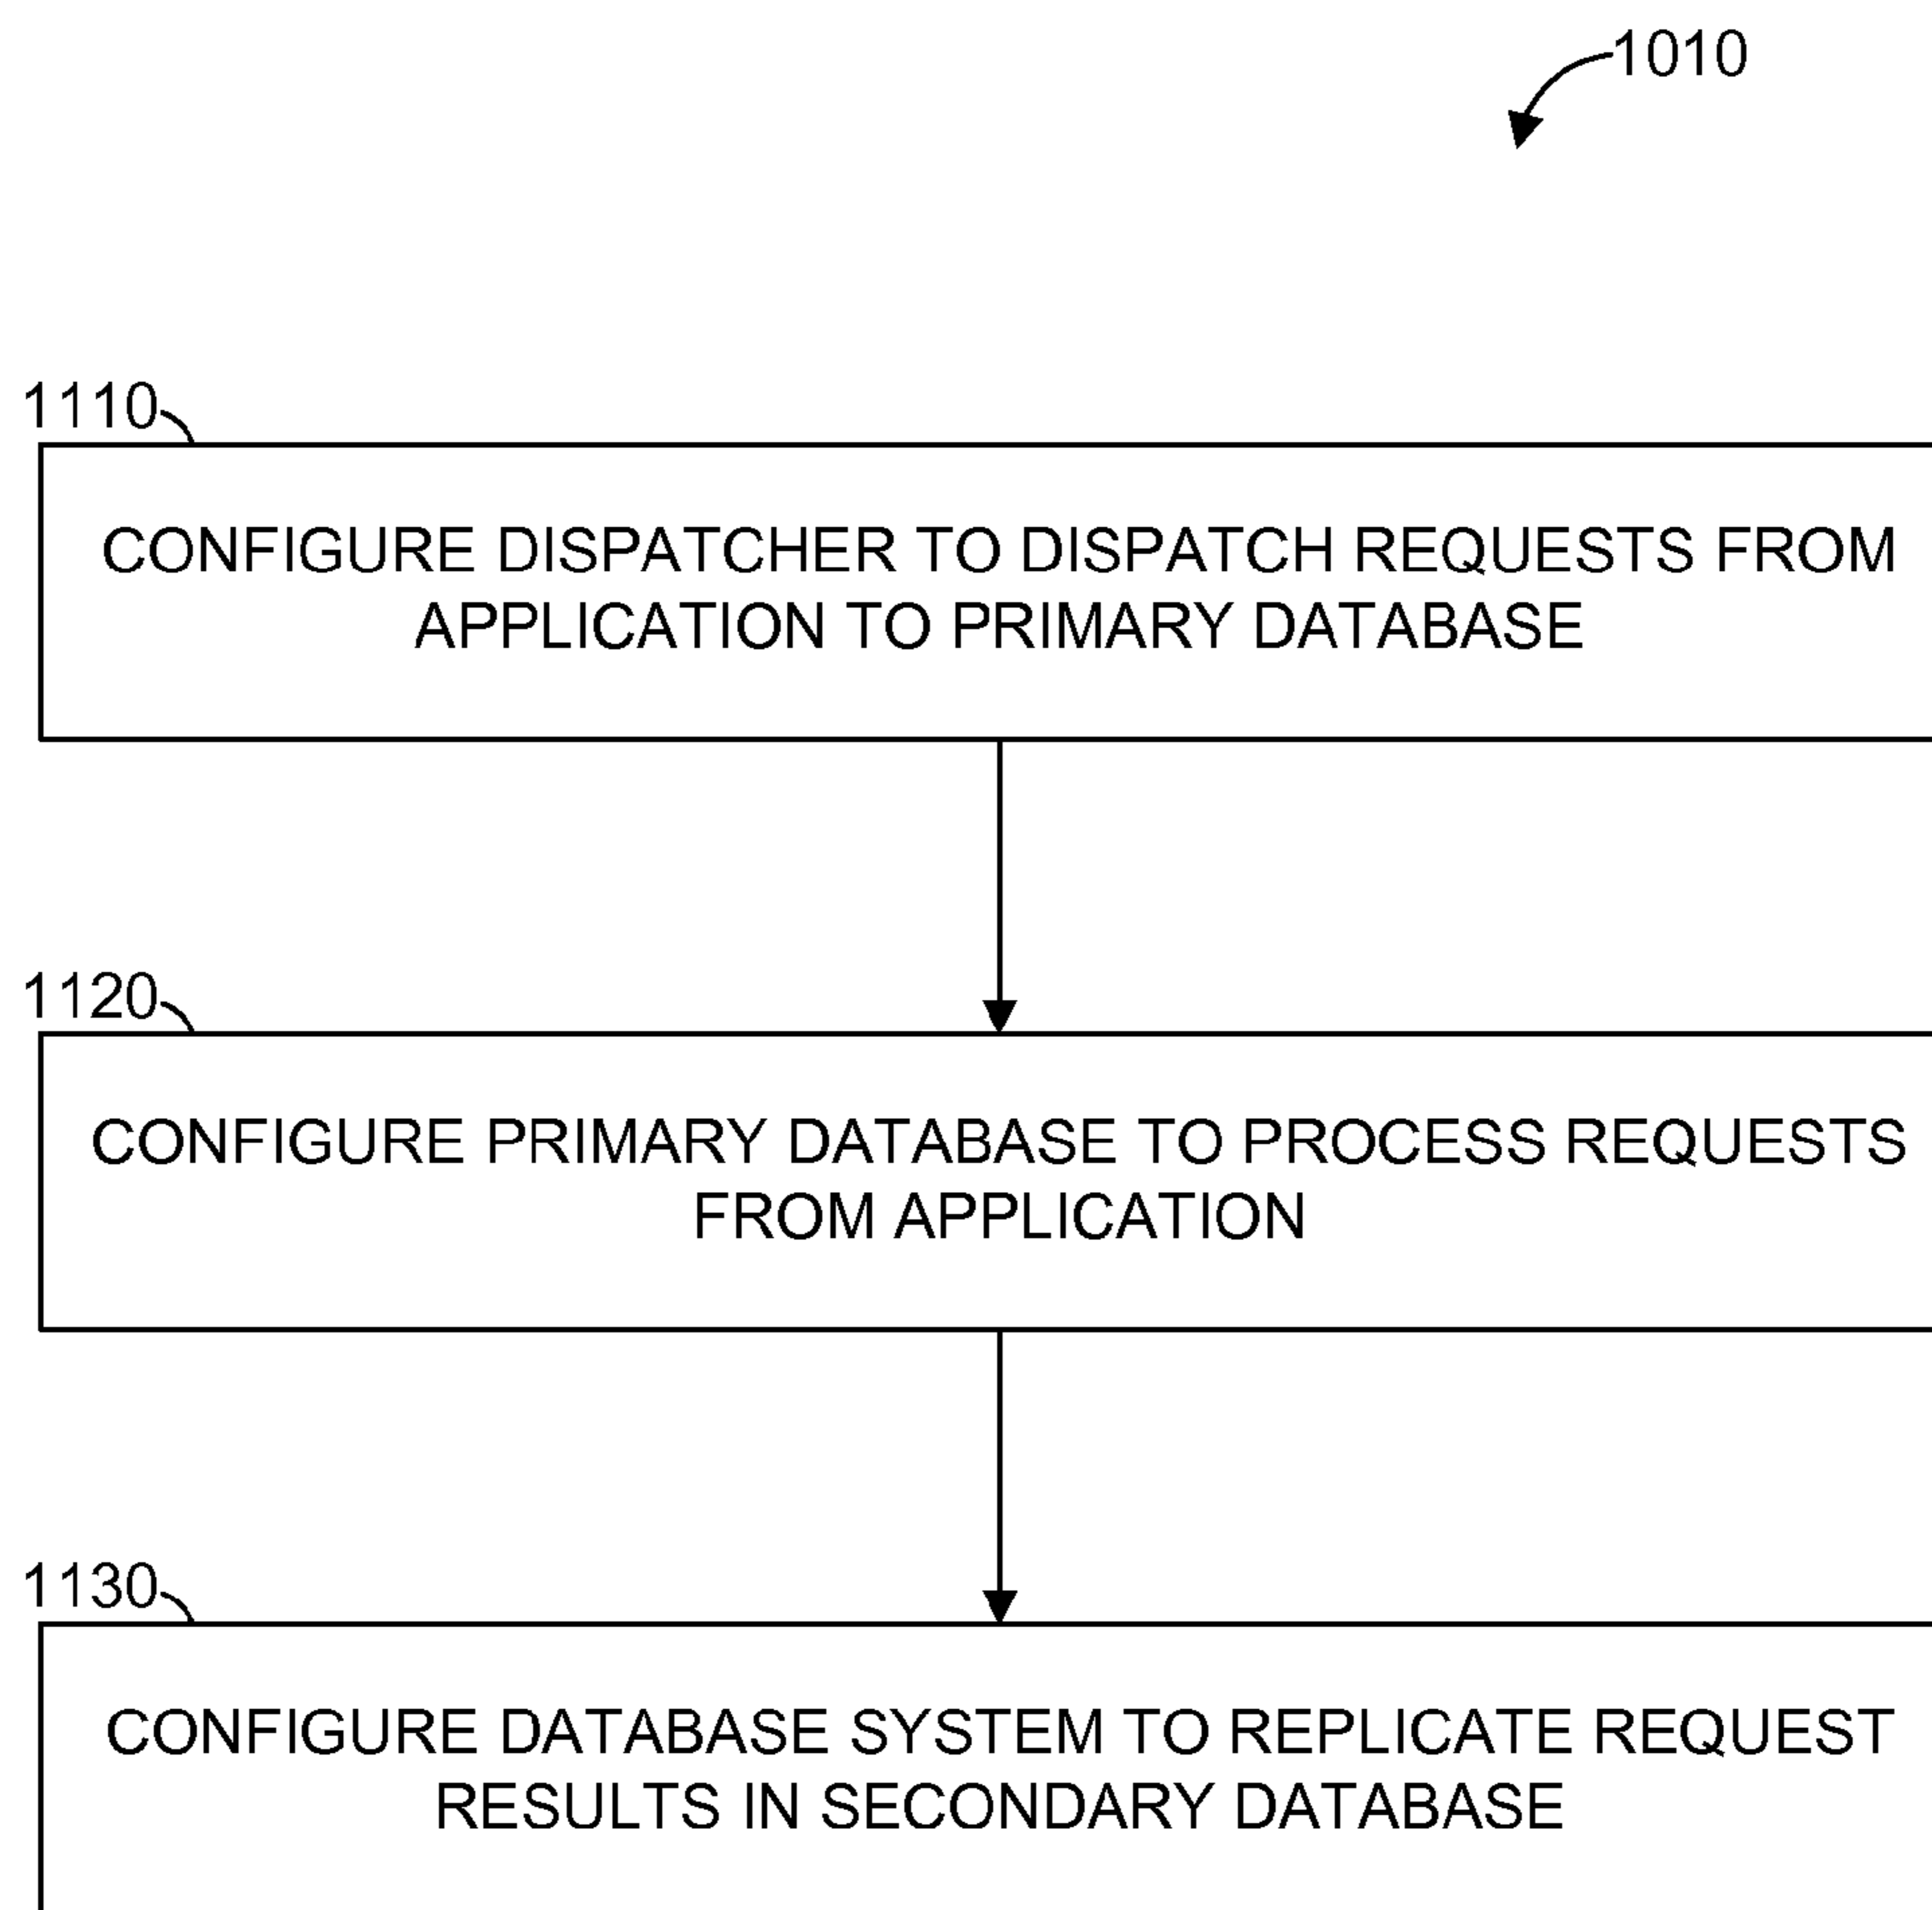 1010
1110
CONFIGURE DISPATCHER TO DISPATCH REQUESTS FROM
APPLICATION TO PRIMARY DATABASE
1120
CONFIGURE PRIMARY DATABASE TO PROCESS REQUESTS
FROM APPLICATION
1130
CONFIGURE DATABASE SYSTEM TO REPLICATE REQUEST
RESULTS IN SECONDARY DATABASE